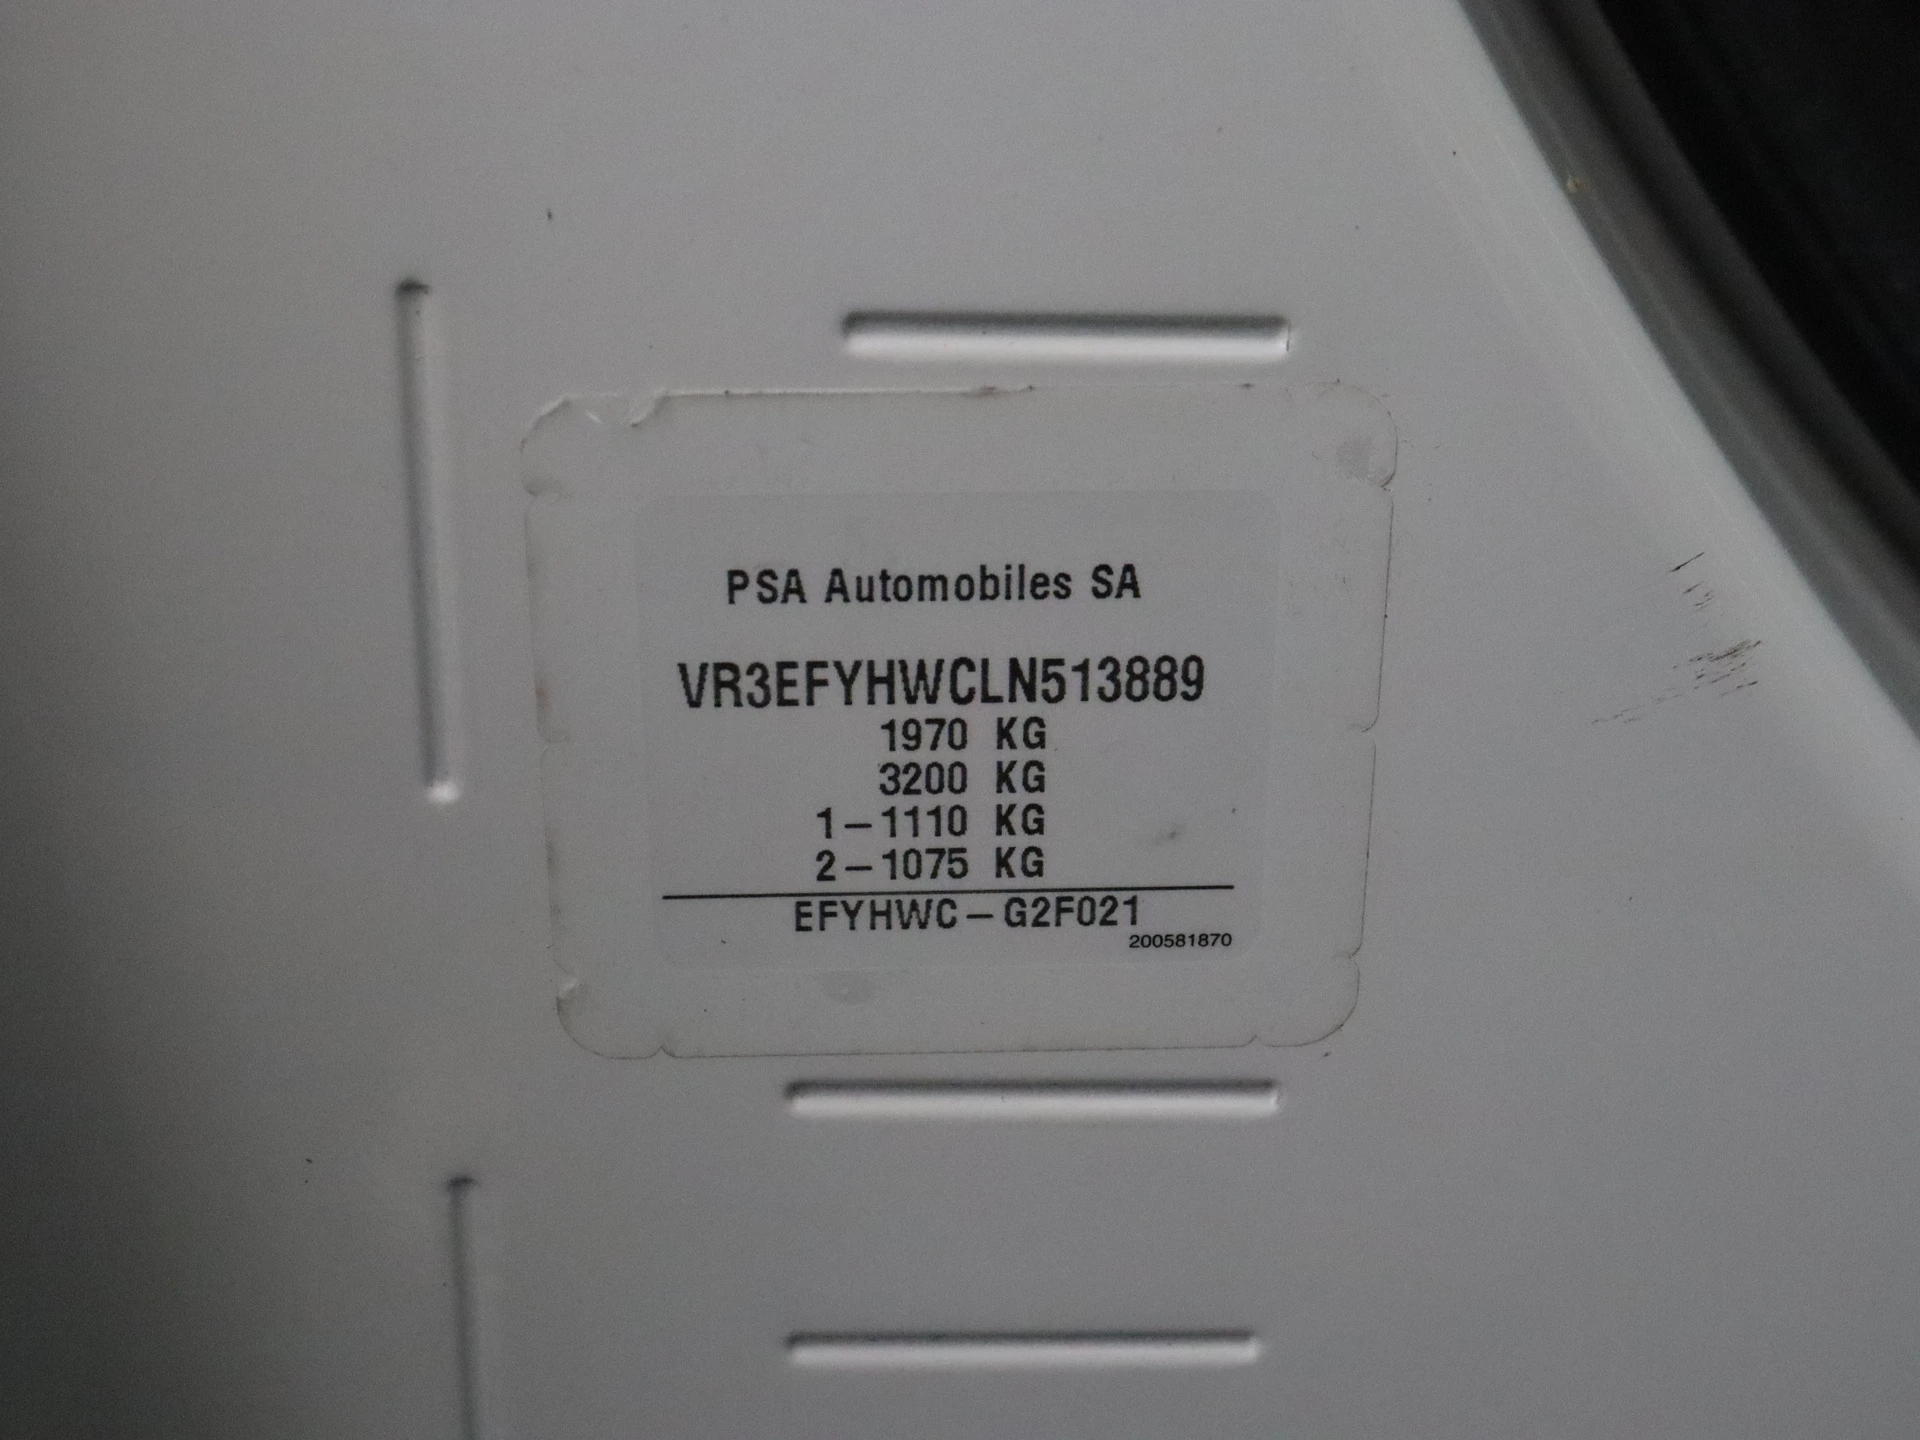 PSA Automobiles SA
VR3EFYHWCLN513889
1970 KG
3200 KG
1-1110 KG
2-1075 KG
EFYHWC-G2F021
200581870